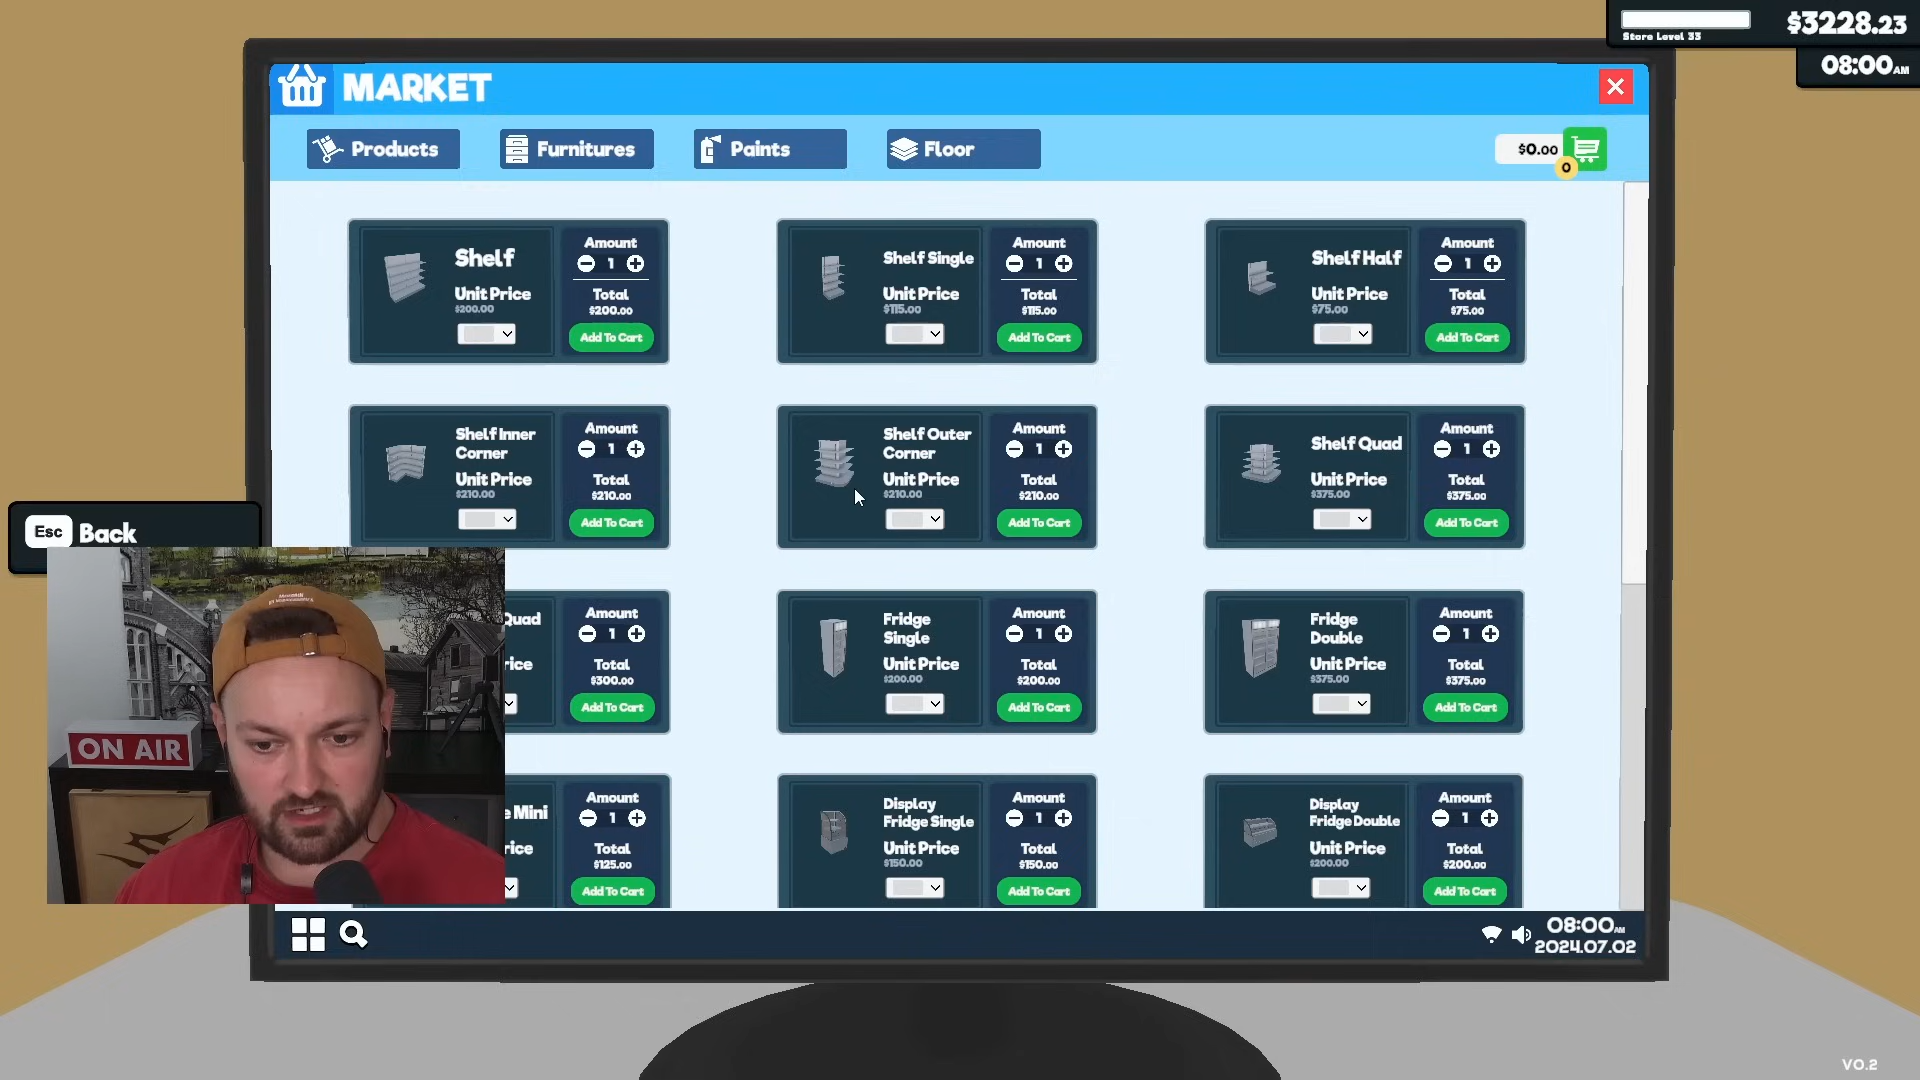 $3228.23
Store Level 33
08:00AM
MARKET
Products
Furnitures
Paints
Floor
$0.00
0
Shelf
Unit Price
$200.00
Amount
1
Total
$200.00
Add To Cart
Shelf Single
Unit Price
$115.00
Amount
1
Total
$115.00
Add To Cart
Shelf Half
Unit Price
$75.00
Amount
1
Total
$75.00
Add To Cart
Shelf Inner
Corner
Unit Price
$210.00
Amount
1
Total
$210.00
Add To Cart
Shelf Outer
Corner
Unit Price
$210.00
Amount
1
Total
$210.00
Add To Cart
Shelf Quad
Unit Price
$375.00
Amount
1
Total
$375.00
Add To Cart
Esc Back
Quad
rice
Amount
1
Total
$300.00
Add To Cart
Fridge
Single
Unit Price
$200.00
Amount
1
Total
$200.00
Add To Cart
Fridge
Double
Unit Price
$375.00
Amount
1
Total
$375.00
Add To Cart
e Mini
rice
Amount
1
Total
$125.00
Add To Cart
Display
Fridge Single
Unit Price
$150.00
Amount
1
Total
$150.00
Add To Cart
Display
Fridge Double
Unit Price
$200.00
Amount
1
Total
$200.00
Add To Cart
ON AIR
08:00AM
2024.07.02
V0.2